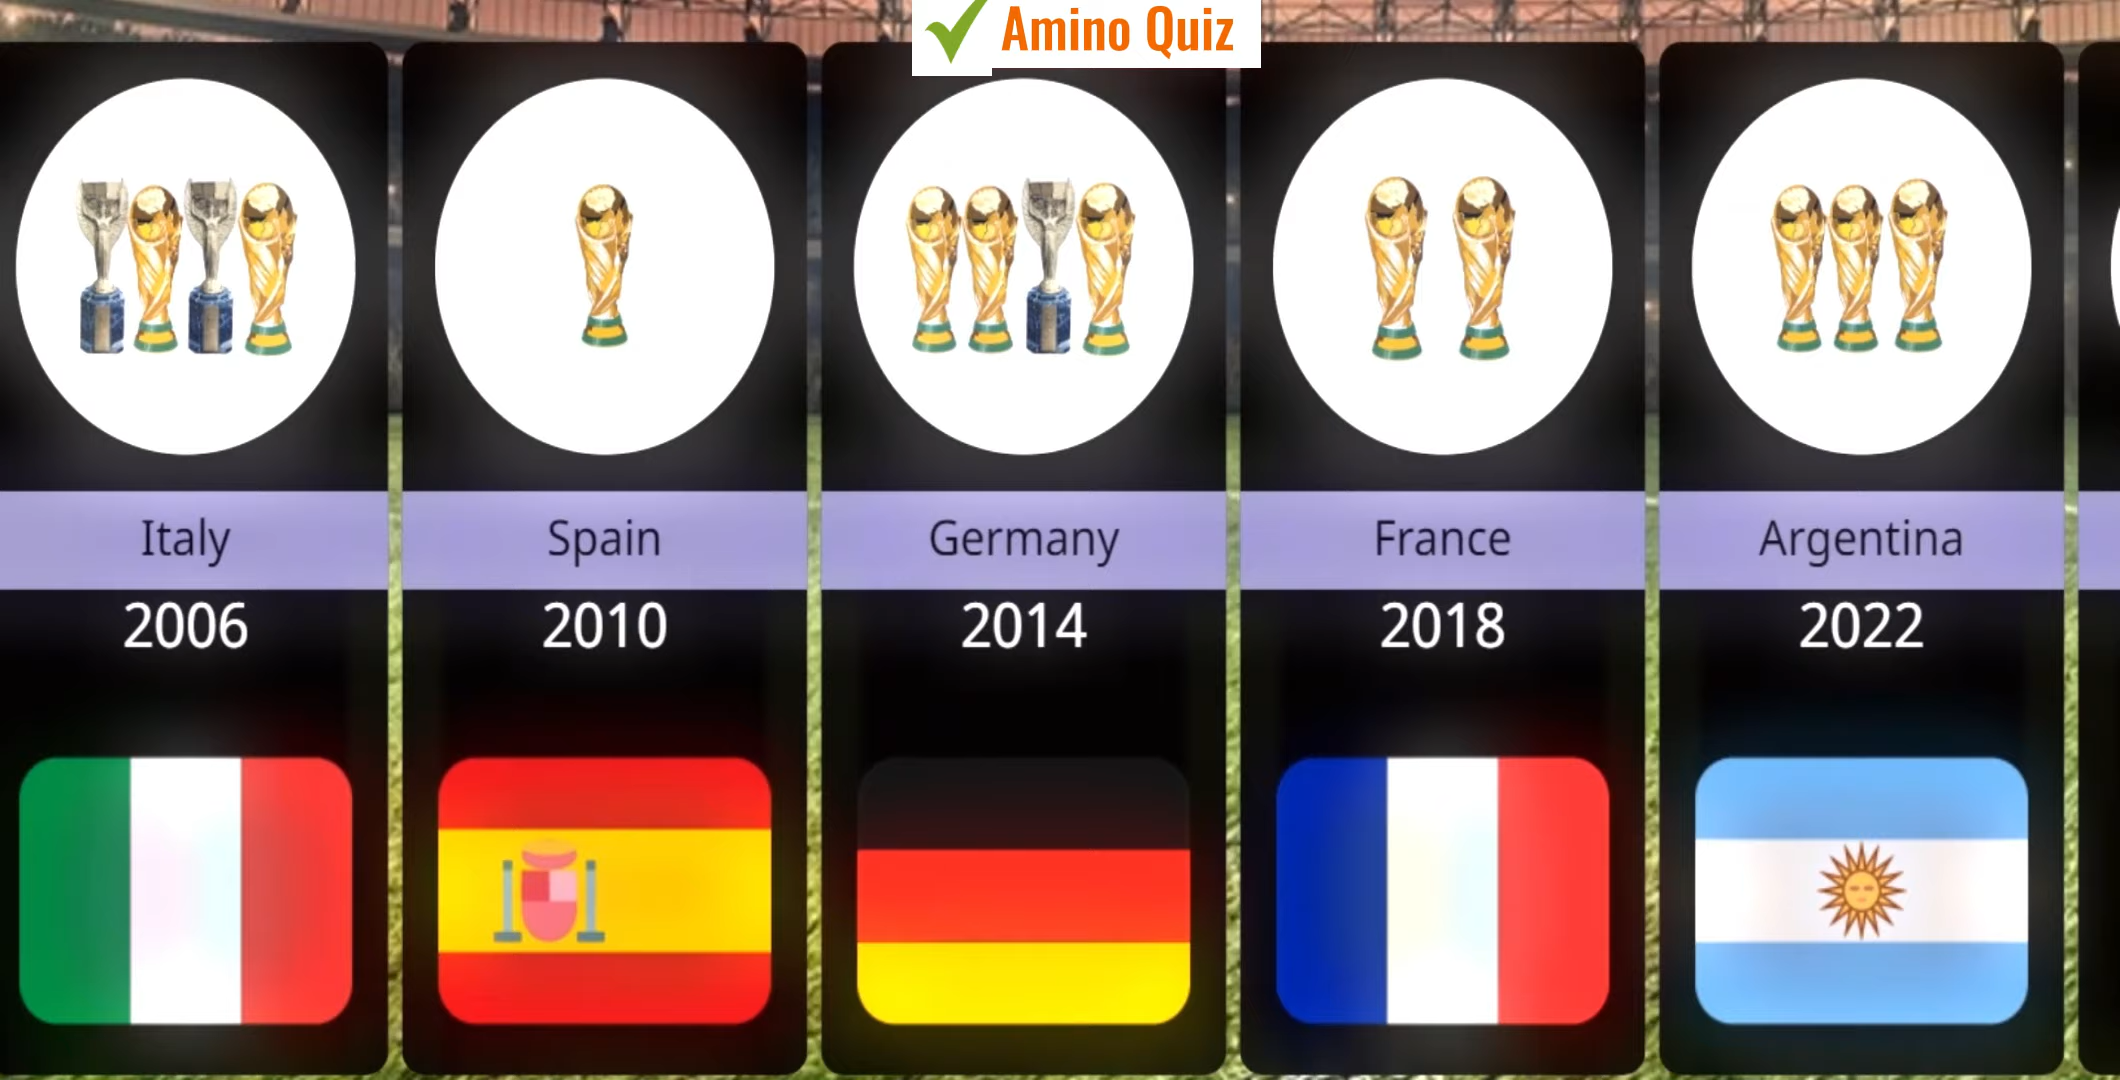 Amino Quiz
Italy
2006
Spain
2010
Germany
2014
France
2018
Argentina
2022